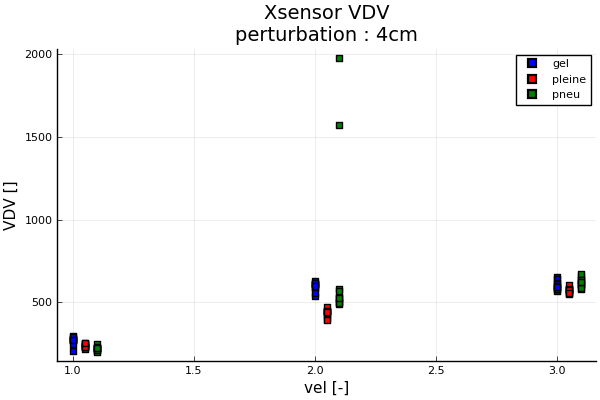 Xsensor VDV
perturbation : 4cm
2000
gel
pleine
pneu
1500
VDV []
1000
500
1.0
1.5
2.0
2.5
3.0
vel [-]